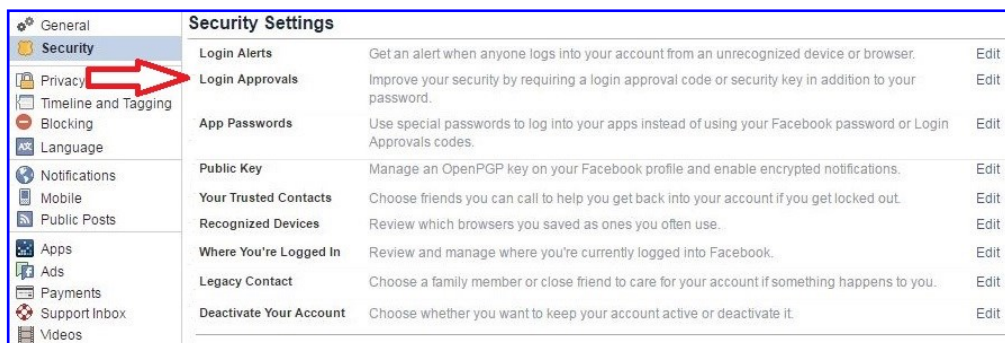 General
Security
Privacy
Timeline and Tagging
Blocking
Language
Notifications
Mobile
Public Posts
Apps
Ads
Payments
Support Inbox
Videos
Security Settings
Login Alerts Get an alert when anyone logs into your account from an unrecognized device or browser. Edit
Login Approvals Improve your security by requiring a login approval code or security key in addition to your Edit
password.
App Passwords Use special passwords to log into your apps instead of using your Facebook password or Login Edit
Approvals codes.
Public Key Manage an OpenPGP key on your Facebook profile and enable encrypted notifications. Edit
Your Trusted Contacts Choose friends you can call to help you get back into your account if you get locked out. Edit
Recognized Devices Review which browsers you saved as ones you often use. Edit
Where You're Logged In Review and manage where you're currently logged into Facebook. Edit
Legacy Contact Choose a family member or close friend to care for your account if something happens to you. Edit
Deactivate Your Account Choose whether you want to keep your account active or deactivate it. Edit